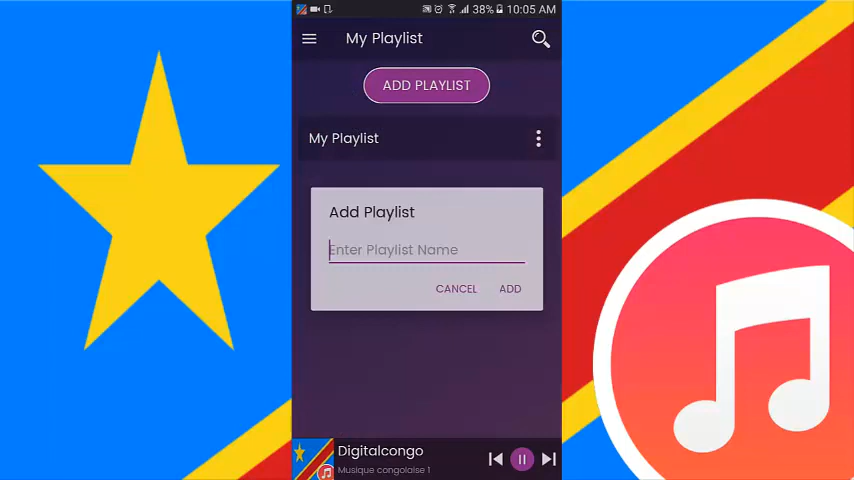 38% 10:05 AM
My Playlist
ADD PLAYLIST
My Playlist
Add Playlist
Enter Playlist Name
CANCEL ADD
Digitalcongo
Musique congolaise 1